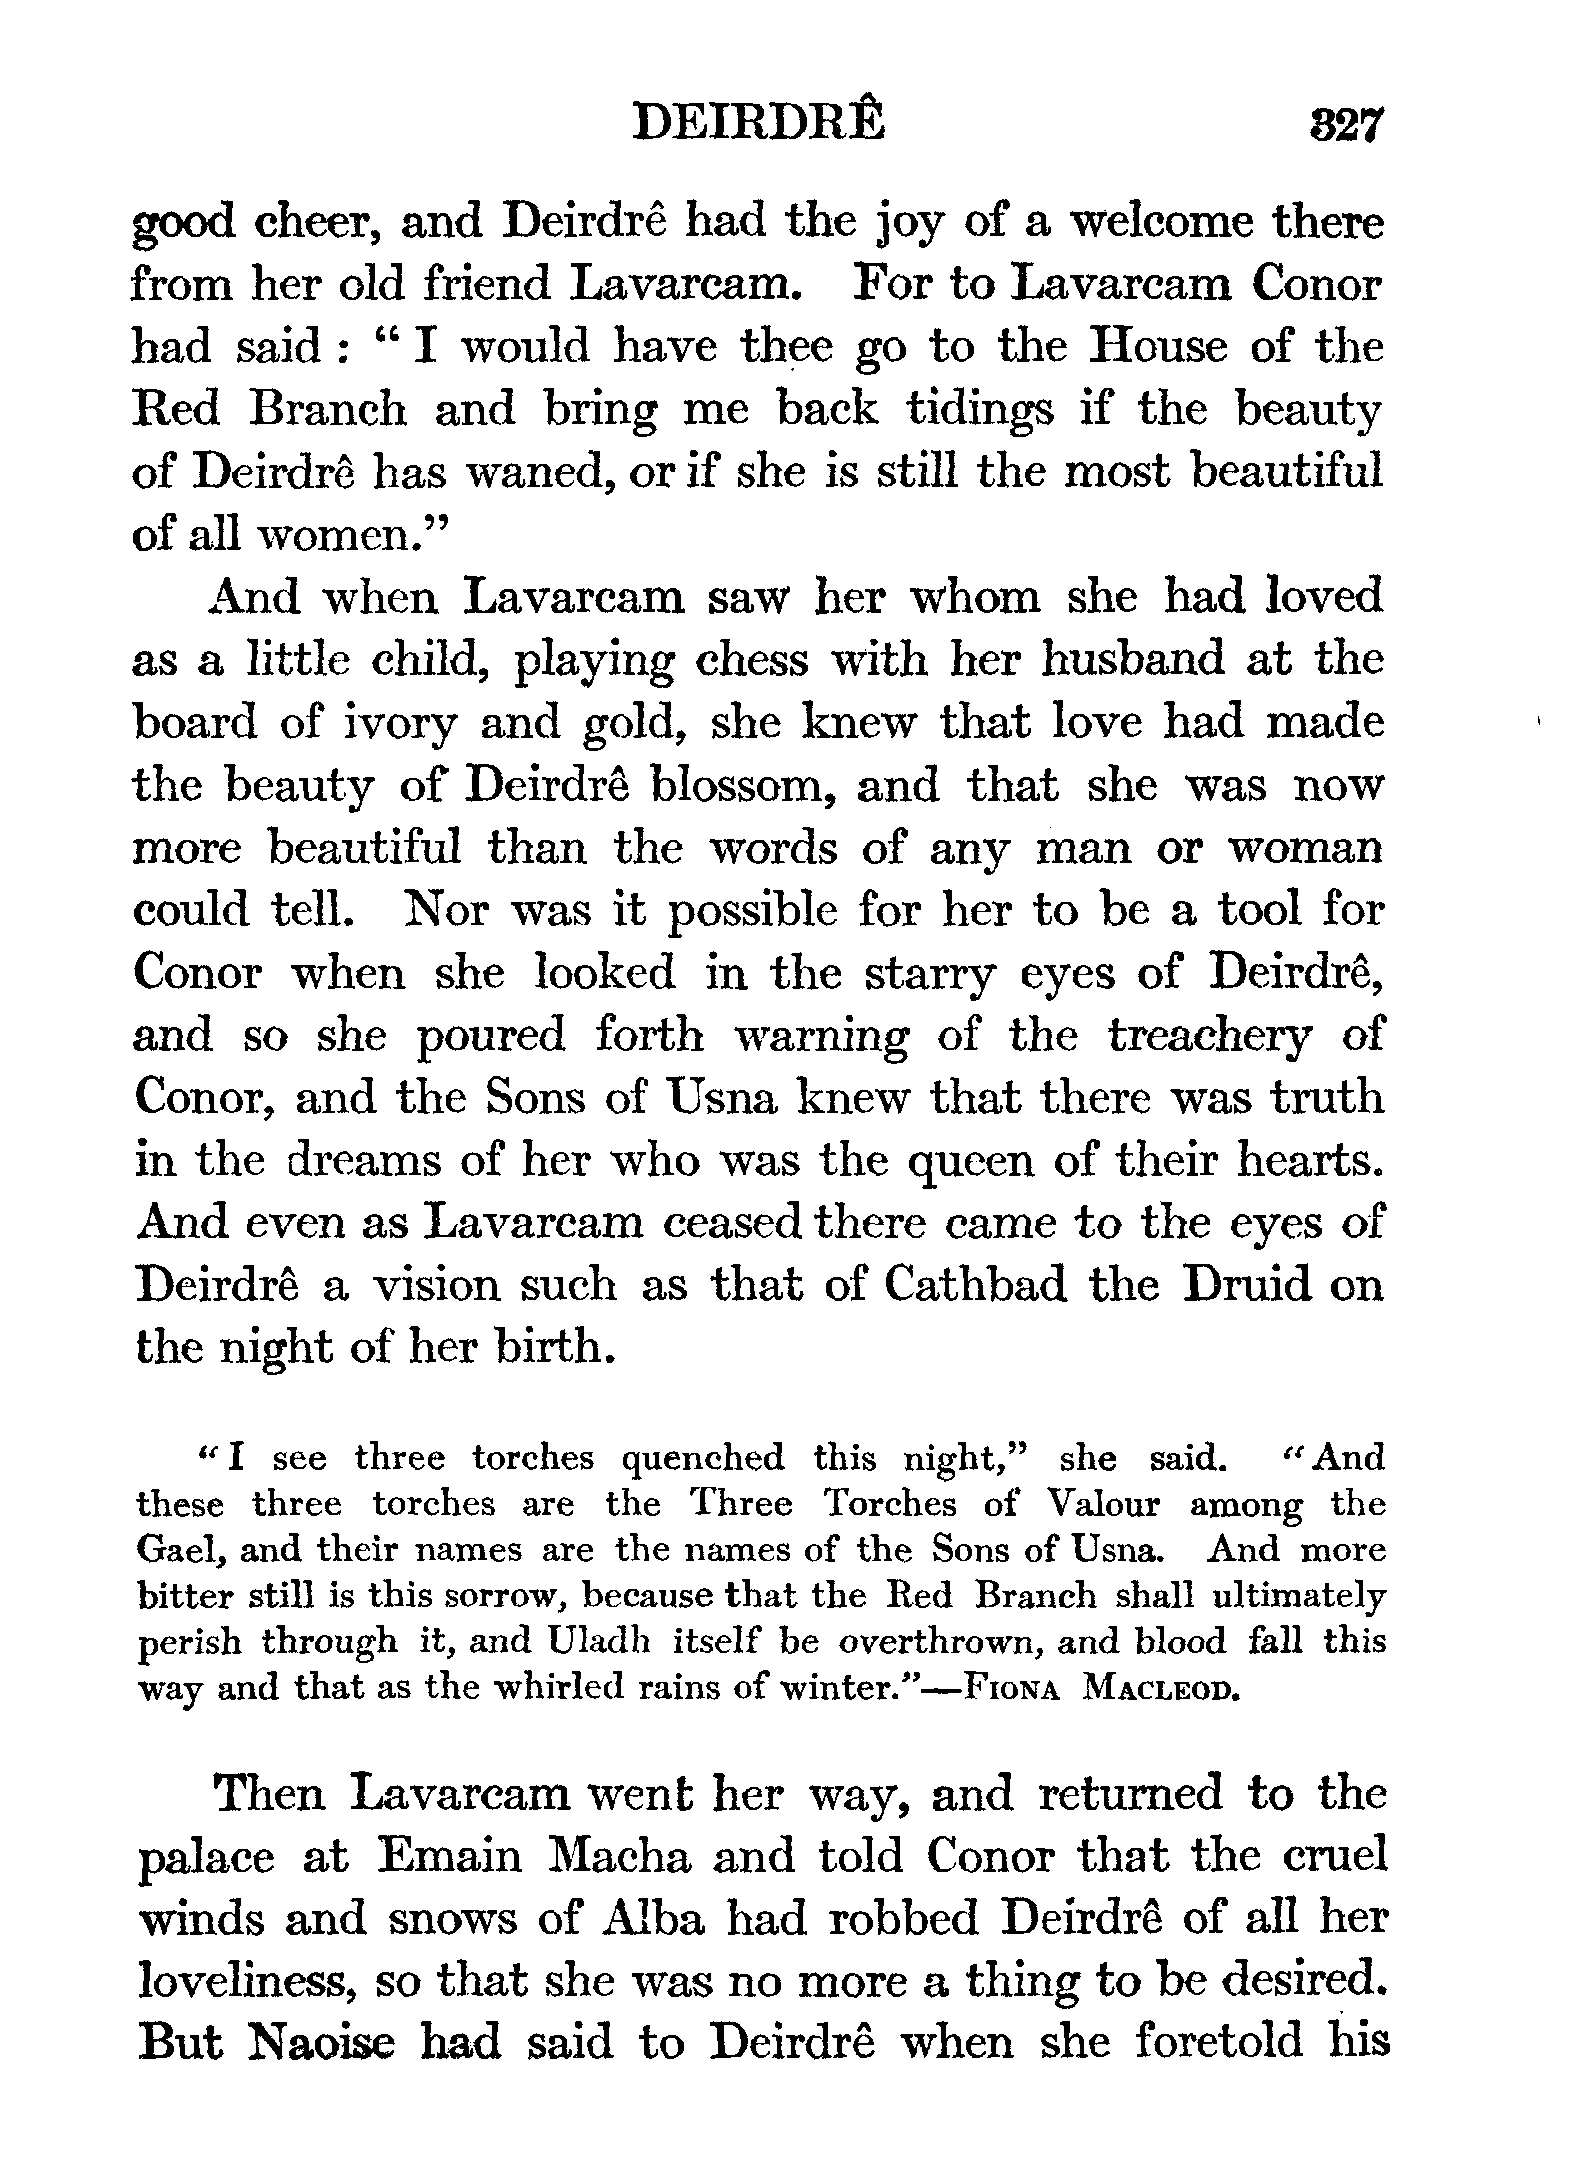 DEIRDRÊ 327
good cheer, and Deirdrê had the joy of a welcome there
from her old friend Lavarcam. For to Lavarcam Conor
had said : “ I would have thee go to the House of the
Red Branch and bring me back tidings if the beauty
of Deirdrê has waned, or if she is still the most beautiful
of all women.”
And when Lavarcam saw her whom she had loved
as a little child, playing chess with her husband at the
board of ivory and gold, she knew that love had made
the beauty of Deirdrê blossom, and that she was now
more beautiful than the words of any man or woman
could tell. Nor was it possible for her to be a tool for
Conor when she looked in the starry eyes of Deirdrê,
and so she poured forth warning of the treachery of
Conor, and the Sons of Usna knew that there was truth
in the dreams of her who was the queen of their hearts.
And even as Lavarcam ceased there came to the eyes of
Deirdrê a vision such as that of Cathbad the Druid on
the night of her birth.
“ I see three torches quenched this night,” she said. “ And
these three torches are the Three Torches of Valour among the
Gael, and their names are the names of the Sons of Usna. And more
bitter still is this sorrow, because that the Red Branch shall ultimately
perish through it, and Uladh itself be overthrown, and blood fall this
way and that as the whirled rains of winter.”—FIONA MACLEOD.
Then Lavarcam went her way, and returned to the
palace at Emain Macha and told Conor that the cruel
winds and snows of Alba had robbed Deirdrê of all her
loveliness, so that she was no more a thing to be desired.
But Naoise had said to Deirdrê when she foretold his